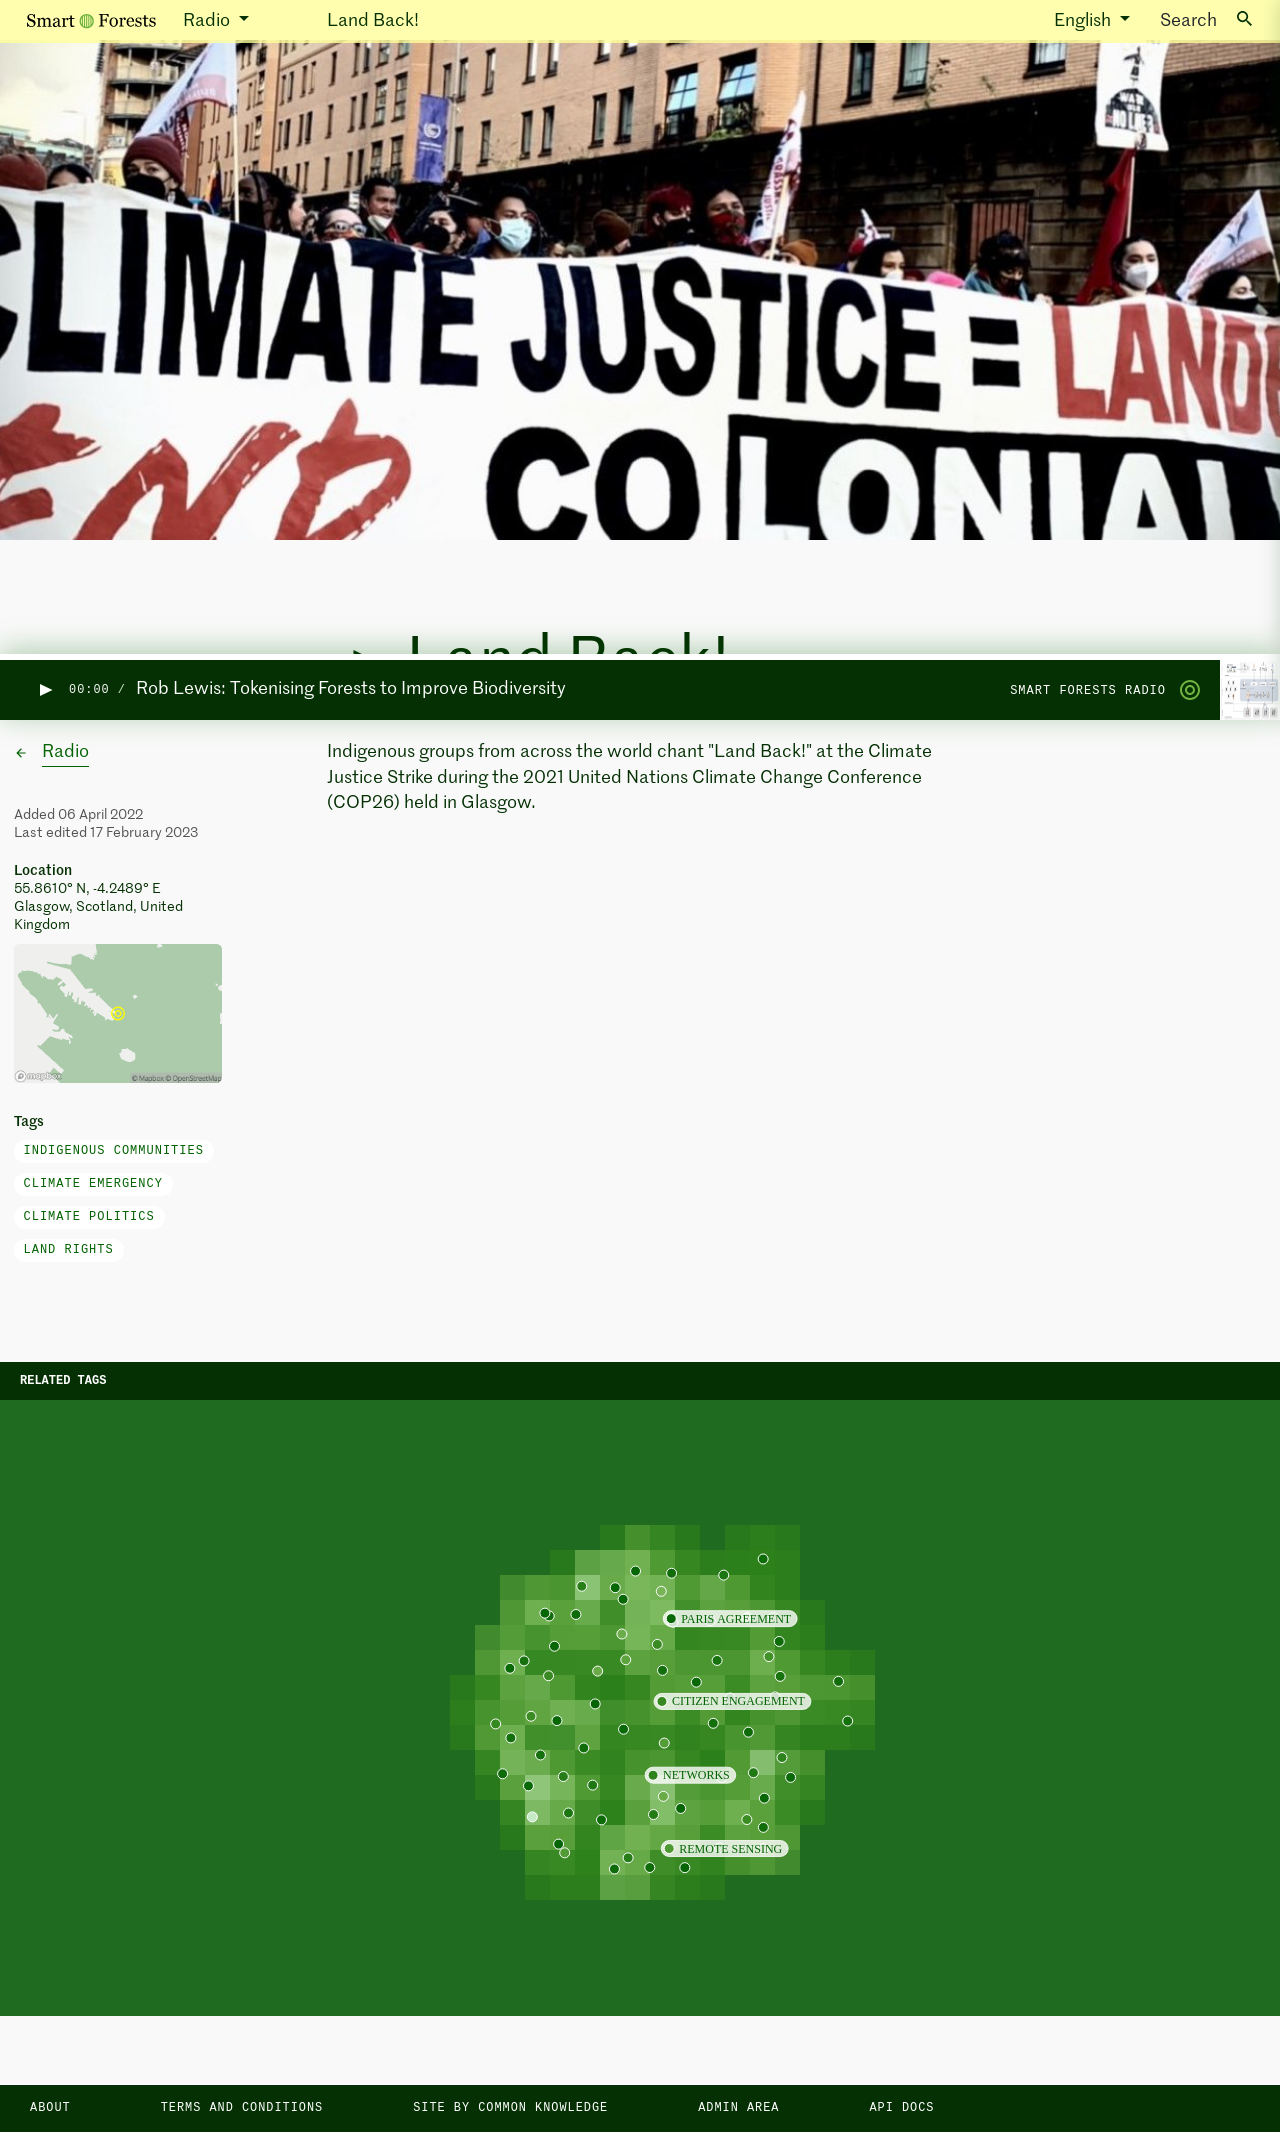 Smart Forests
Radio
Land Back!
English
Search
NO LINE 3
CLIMATE JUSTICE = LAND
END
COLONIAL
Land Back!
00:00 /
Rob Lewis: Tokenising Forests to Improve Biodiversity
SMART FORESTS RADIO
Radio
Indigenous groups from across the world chant "Land Back!" at the Climate
Justice Strike during the 2021 United Nations Climate Change Conference
(COP26) held in Glasgow.
Added 06 April 2022
Last edited 17 February 2023
Location
55.8610° N, -4.2489° E
Glasgow, Scotland, United
Kingdom
mapbox
© Mapbox © OpenStreetMap
Tags
INDIGENOUS COMMUNITIES
CLIMATE EMERGENCY
CLIMATE POLITICS
LAND RIGHTS
RELATED TAGS
PARIS AGREEMENT
CITIZEN ENGAGEMENT
NETWORKS
REMOTE SENSING
ABOUT
TERMS AND CONDITIONS
SITE BY COMMON KNOWLEDGE
ADMIN AREA
API DOCS